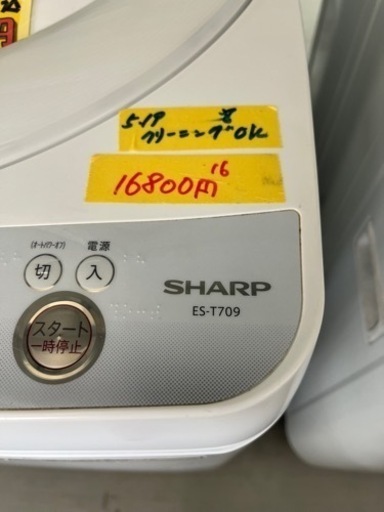 5-19
クリーニングOK
16800円 16
(オートパワーオフ) 電源
切 入
SHARP
ES-T709
スタート
一時停止